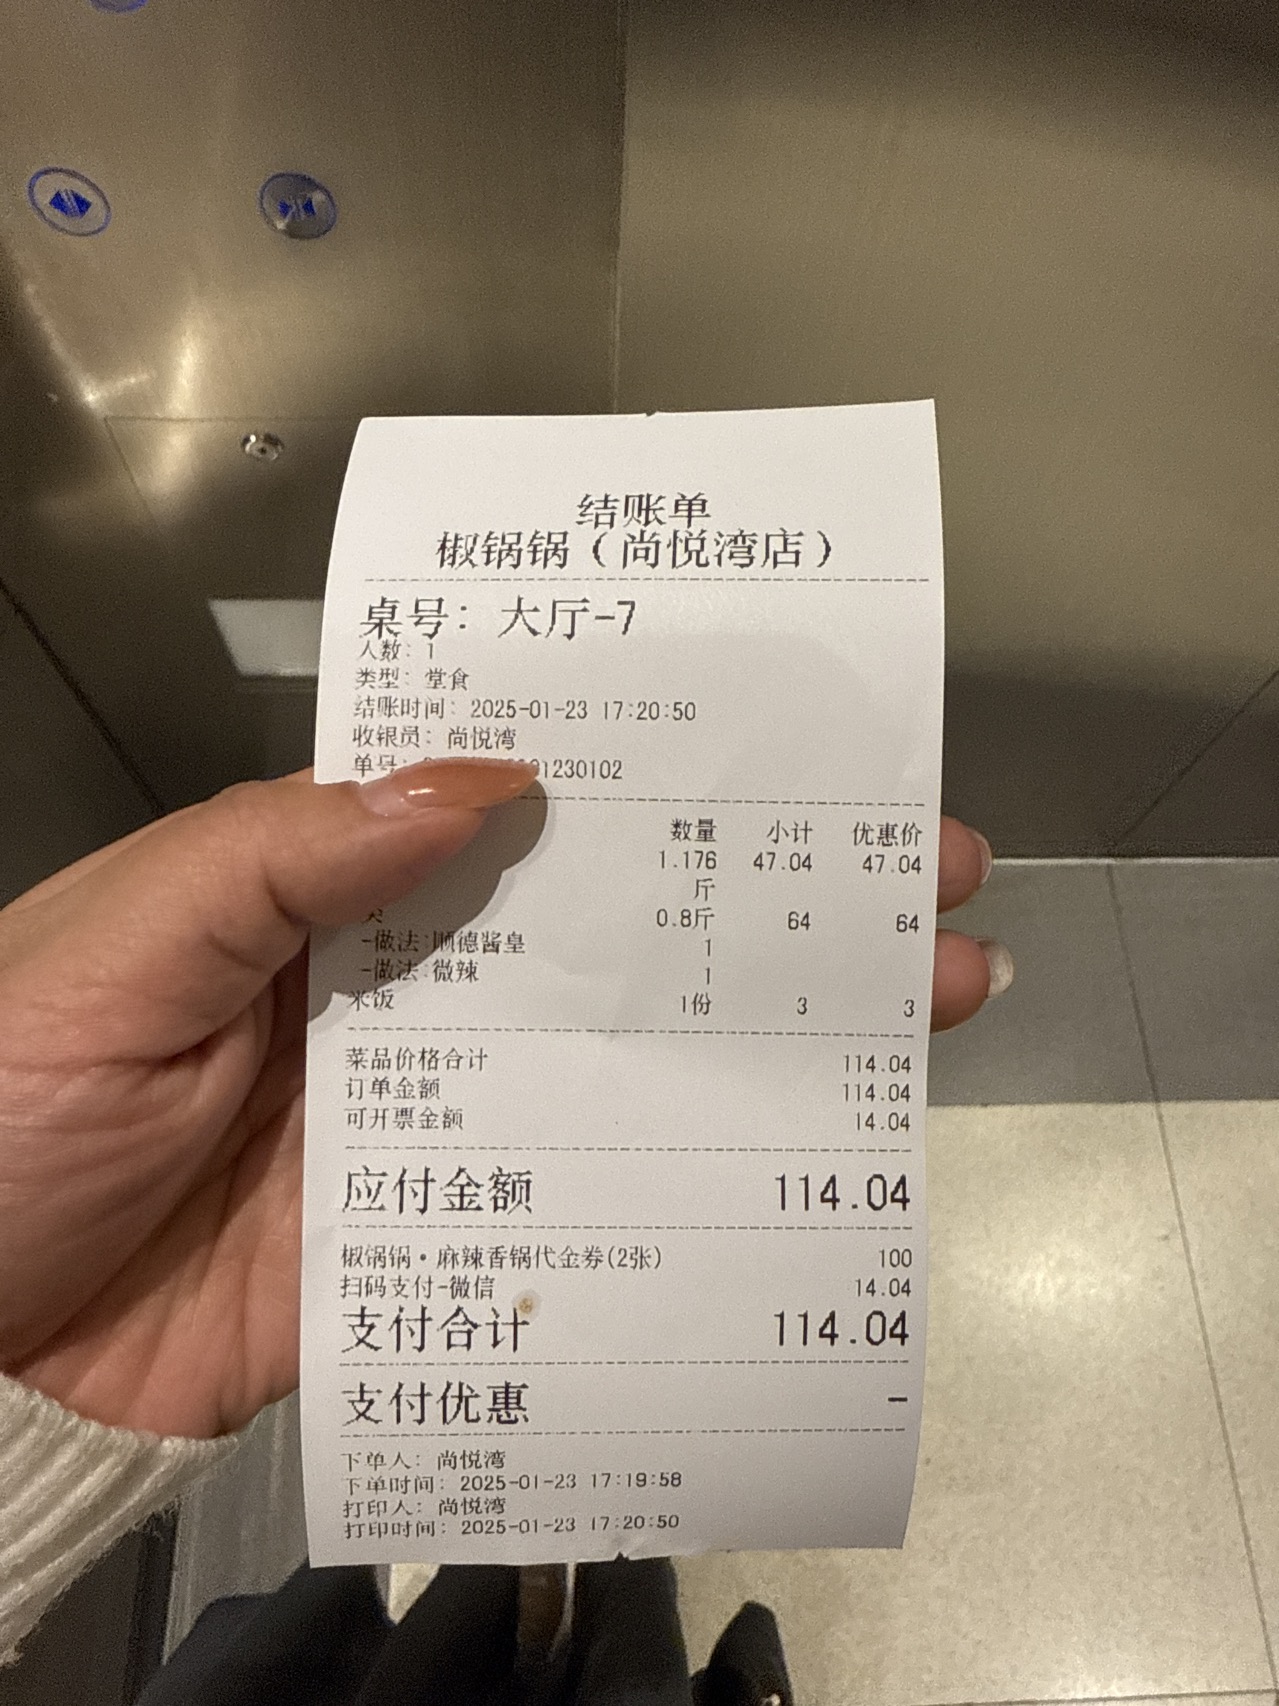 结账单
椒锅锅（尚悦湾店）
桌号：大厅-7
人数：1
类型：堂食
结账时间：2025-01-23 17:20:50
收银员：尚悦湾
单号：1230102
数量 小计 优惠价
1.176 47.04 47.04
斤
0.8斤 64 64
-做法:顺德酱皇 1
-做法:微辣 1
米饭 1份 3 3
菜品价格合计 114.04
订单金额 114.04
可开票金额 14.04
应付金额 114.04
椒锅锅·麻辣香锅代金券(2张) 100
扫码支付-微信 14.04
支付合计 114.04
支付优惠 -
下单人：尚悦湾
下单时间：2025-01-23 17:19:58
打印人：尚悦湾
打印时间：2025-01-23 17:20:50